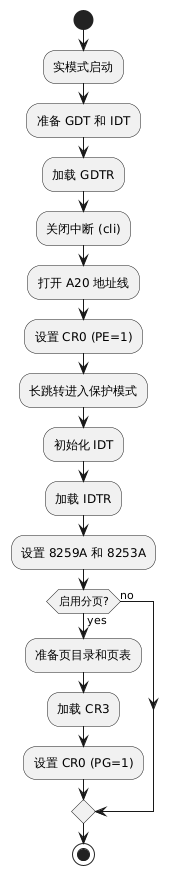 实模式启动
准备 GDT 和 IDT
加载 GDTR
关闭中断 (cli)
打开 A20 地址线
设置 CR0 (PE=1)
长跳转进入保护模式
初始化 IDT
加载 IDTR
设置 8259A 和 8253A
启用分页?
no
yes
准备页目录和页表
加载 CR3
设置 CR0 (PG=1)